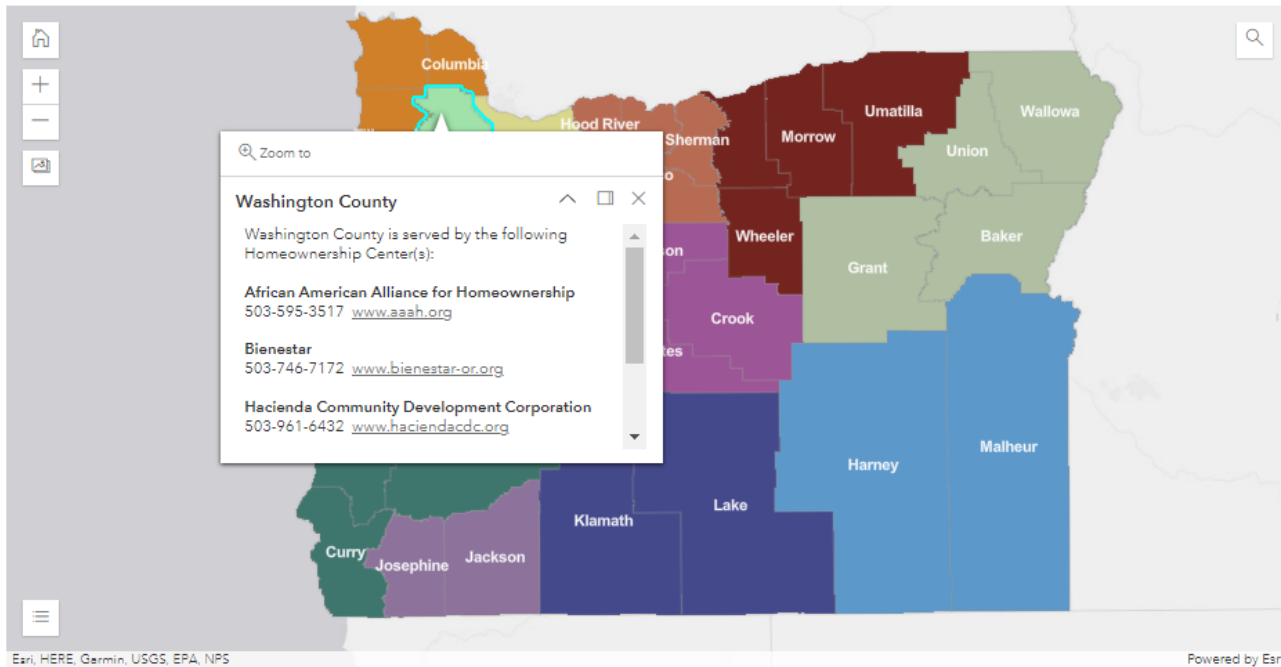 Columbia
Umatilla
Wallowa
Hood River
Sherman
Morrow
Union
Zoom to
Washington County
Washington County is served by the following
Homeownership Center(s):
African American Alliance for Homeownership
503-595-3517 www.aaah.org
Bienestar
503-746-7172 www.bienestar-or.org
Hacienda Community Development Corporation
503-961-6432 www.haciendacdc.org
o
son
tes
Wheeler
Baker
Grant
Crook
Malheur
Harney
Lake
Klamath
Curry
Josephine
Jackson
Esri, HERE, Garmin, USGS, EPA, NPS
Powered by Esr